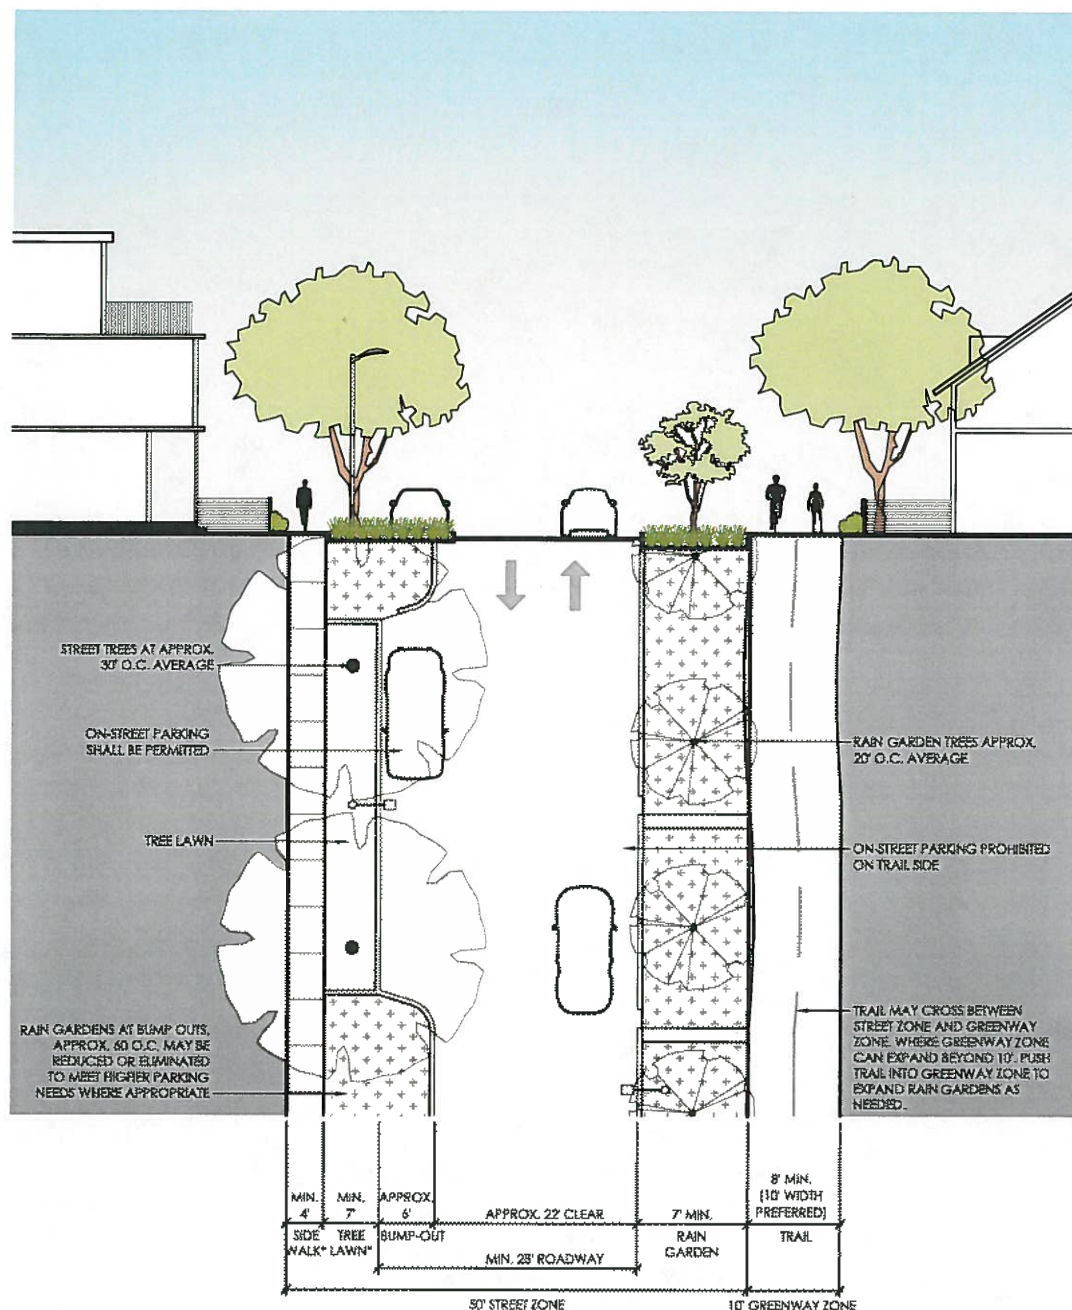 STREET TREES AT APPROX.
30' O.C. AVERAGE
ON-STREET PARKING
SHALL BE PERMITTED
TREE LAWN
RAIN GARDENS AT BUMP OUTS,
APPROX. 60 O.C. MAY BE
REDUCED OR ELIMINATED
TO MEET HIGHER PARKING
NEEDS WHERE APPROPRIATE
RAIN GARDEN TREES APPROX.
20' O.C. AVERAGE
ON-STREET PARKING PROHIBITED
ON TRAIL SIDE
TRAIL MAY CROSS BETWEEN
STREET ZONE AND GREENWAY
ZONE. WHERE GREENWAY ZONE
CAN EXPAND BEYOND 10'. PUSH
TRAIL INTO GREENWAY ZONE TO
EXPAND RAIN GARDENS AS
NEEDED.
MIN. 4'
SIDE WALK*
MIN. 7'
TREE LAWN*
APPROX. 6'
BUMP-OUT
APPROX. 22' CLEAR
7' MIN.
RAIN GARDEN
8' MIN.
(10' WIDTH
PREFERRED)
TRAIL
MIN. 28' ROADWAY
50' STREET ZONE
10' GREENWAY ZONE